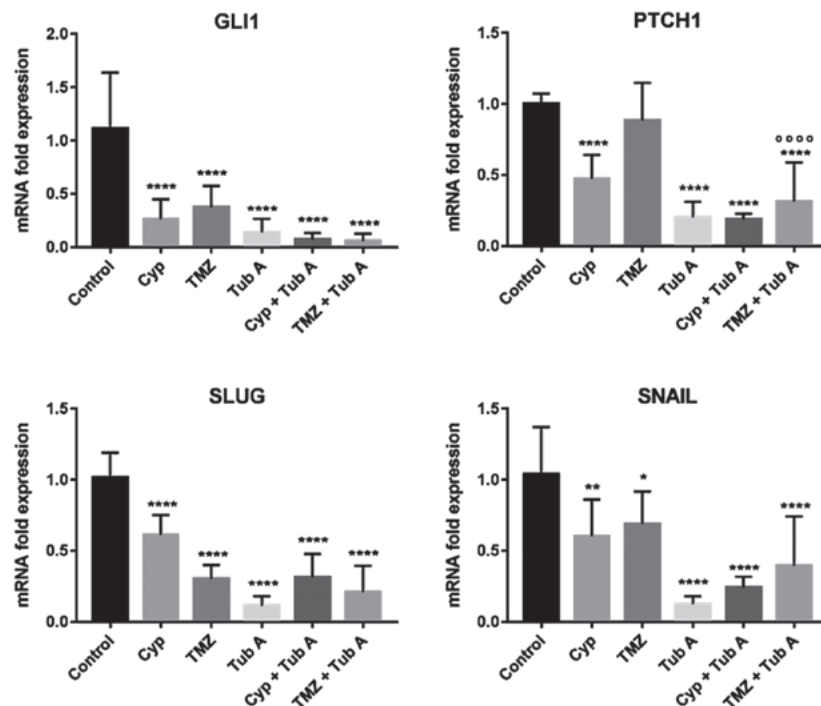 GLI1
mRNA fold expression
2.0
1.5
1.0
0.5
0.0
****
****
****
****
****
Control
Cyp
TMZ
Tub A
Cyp + Tub A
TMZ + Tub A
PTCH1
mRNA fold expression
1.5
1.0
0.5
0.0
****
****
****
°°°°
****
Control
Cyp
TMZ
Tub A
Cyp + Tub A
TMZ + Tub A
SLUG
mRNA fold expression
1.5
1.0
0.5
0.0
****
****
****
****
****
Control
Cyp
TMZ
Tub A
Cyp + Tub A
TMZ + Tub A
SNAIL
mRNA fold expression
1.5
1.0
0.5
0.0
**
*
****
****
****
Control
Cyp
TMZ
Tub A
Cyp + Tub A
TMZ + Tub A